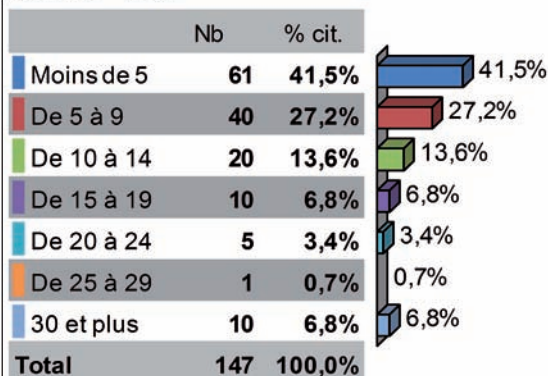 Nb % cit.
Moins de 5 61 41,5% 41,5%
De 5 à 9 40 27,2% 27,2%
De 10 à 14 20 13,6% 13,6%
De 15 à 19 10 6,8% 6,8%
De 20 à 24 5 3,4% 3,4%
De 25 à 29 1 0,7% 0,7%
30 et plus 10 6,8% 6,8%
Total 147 100,0%